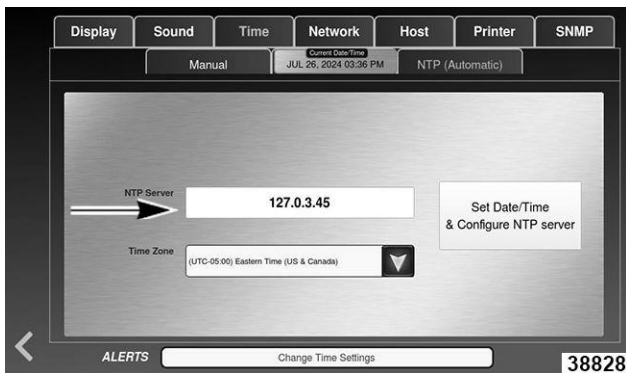 Display Sound Time Network Host Printer SNMP
Current Date/Time
Manual JUL 26, 2024 03:36 PM NTP (Automatic)
NTP Server
127.0.3.45
Set Date/Time
& Configure NTP server
Time Zone
(UTC-05:00) Eastern Time (US & Canada)
ALERTS Change Time Settings
38828